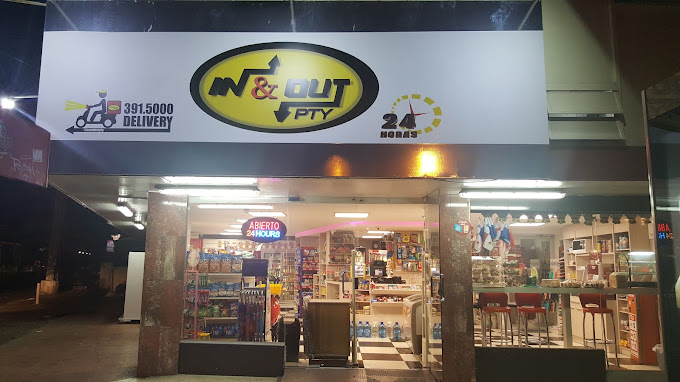 IN & OUT
PTY
391.5000
DELIVERY
24
HORAS
ABIERTO
24 HOURS